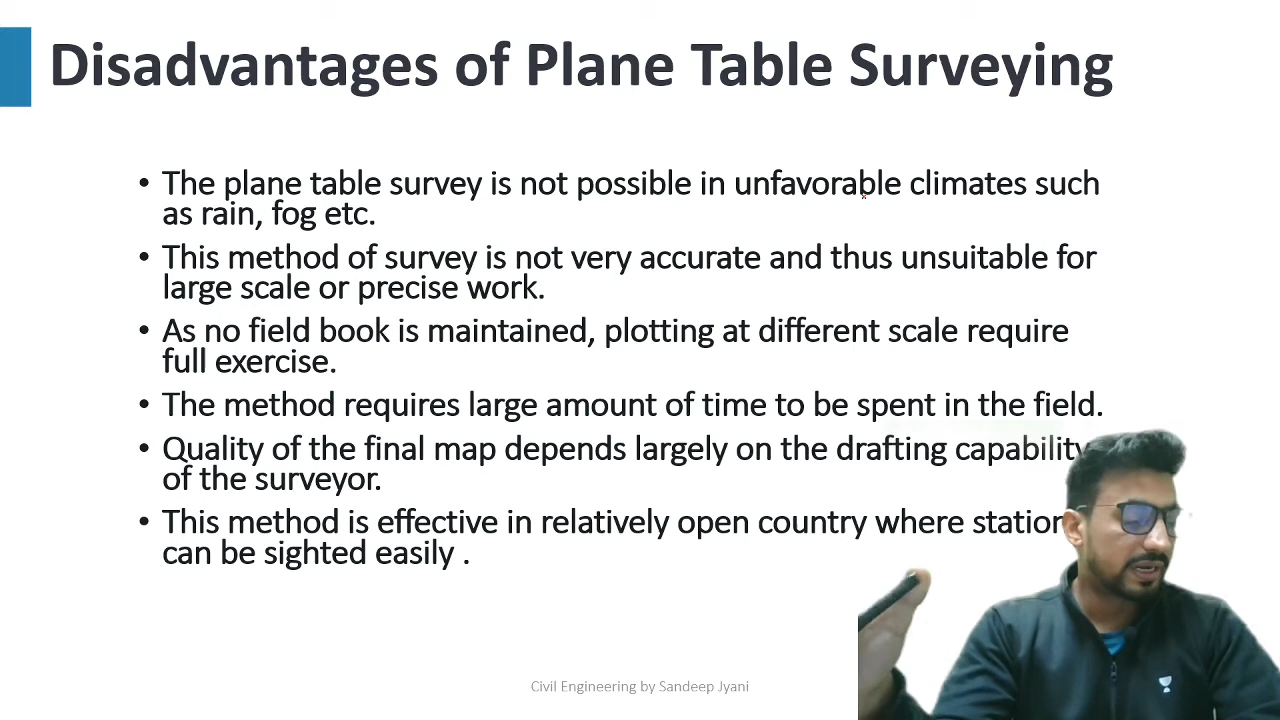 Disadvantages of Plane Table Surveying
• The plane table survey is not possible in unfavorable climates such
as rain, fog etc.
• This method of survey is not very accurate and thus unsuitable for
large scale or precise work.
• As no field book is maintained, plotting at different scale require
full exercise.
• The method requires large amount of time to be spent in the field.
• Quality of the final map depends largely on the drafting capability
of the surveyor.
• This method is effective in relatively open country where station
can be sighted easily .
Civil Engineering by Sandeep Jyani